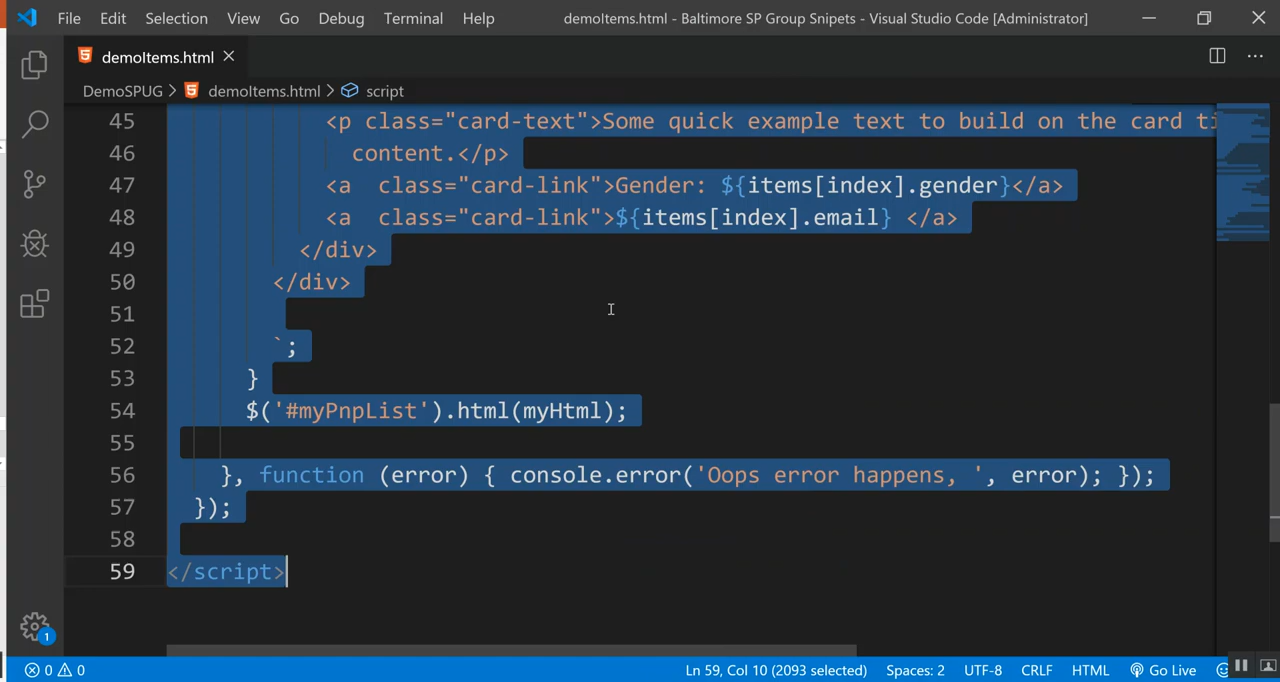 File Edit Selection View Go Debug Terminal Help demoItems.html - Baltimore SP Group Snipets - Visual Studio Code [Administrator]
demoItems.html
DemoSPUG > demoItems.html > script
45 <p class="card-text">Some quick example text to build on the card ti
46 content.</p>
47 <a  class="card-link">Gender: ${items[index].gender}</a>
48 <a  class="card-link">${items[index].email} </a>
49 </div>
50 </div>
51
52 `;
53 }
54 $('#myPnpList').html(myHtml);
55
56 }, function (error) { console.error('Oops error happens, ', error); });
57 });
58
59 </script>
1
0 0 Ln 59, Col 10 (2093 selected) Spaces: 2 UTF-8 CRLF HTML Go Live